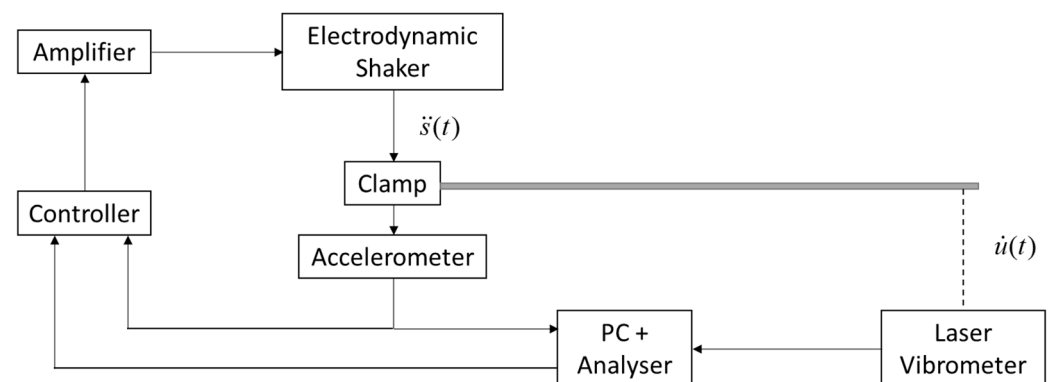 Amplifier
Electrodynamic
Shaker
s̈(t)
Clamp
Controller
Accelerometer
u̇(t)
PC +
Analyser
Laser
Vibrometer